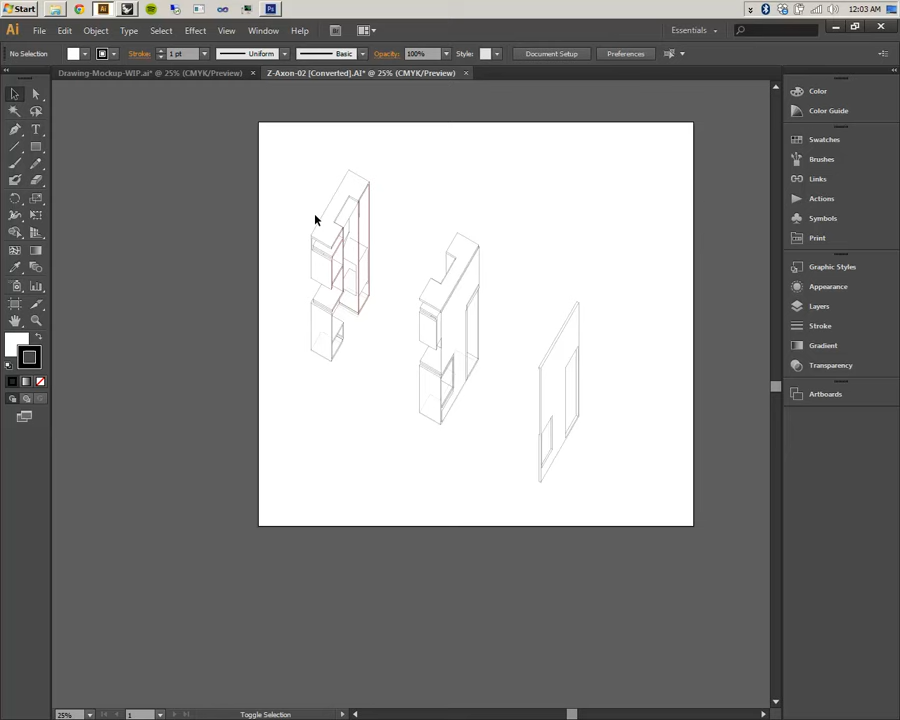 Start
Ai
Ps
12:03 AM
Ai
File Edit Object Type Select Effect View Window Help
Br
Essentials
No Selection
Stroke:
1 pt
Uniform
Basic
Opacity:
100%
Style:
Document Setup
Preferences
Drawing-Mockup-WIP.ai* @ 25% (CMYK/Preview) ×
Z-Axon-02 [Converted].AI* @ 25% (CMYK/Preview) ×
T
Color
Color Guide
Swatches
Brushes
Links
Actions
Symbols
Print
Graphic Styles
Appearance
Layers
Stroke
Gradient
Transparency
Artboards
25%
1
Toggle Selection